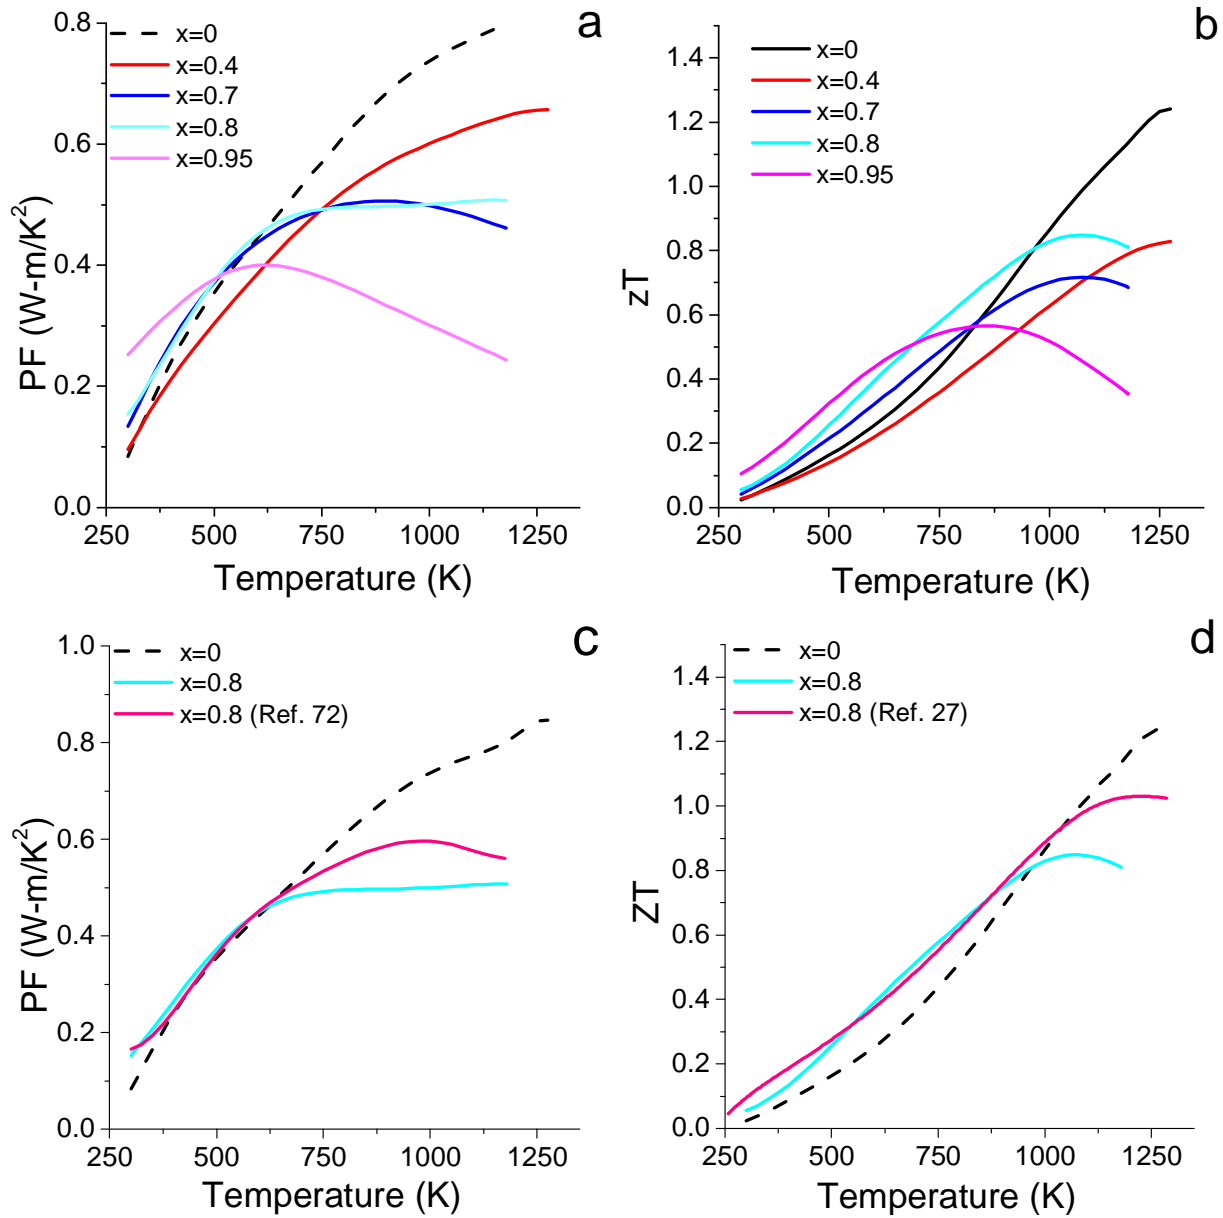 a
x=0
x=0.4
x=0.7
x=0.8
x=0.95
PF (W-m/K²)
0.8
0.6
0.4
0.2
0.0
250 500 750 1000 1250
Temperature (K)
b
x=0
x=0.4
x=0.7
x=0.8
x=0.95
zT
1.4
1.2
1.0
0.8
0.6
0.4
0.2
0.0
250 500 750 1000 1250
Temperature (K)
c
x=0
x=0.8
x=0.8 (Ref. 72)
PF (W-m/K²)
1.0
0.8
0.6
0.4
0.2
0.0
250 500 750 1000 1250
Temperature (K)
d
x=0
x=0.8
x=0.8 (Ref. 27)
ZT
1.4
1.2
1.0
0.8
0.6
0.4
0.2
0.0
250 500 750 1000 1250
Temperature (K)